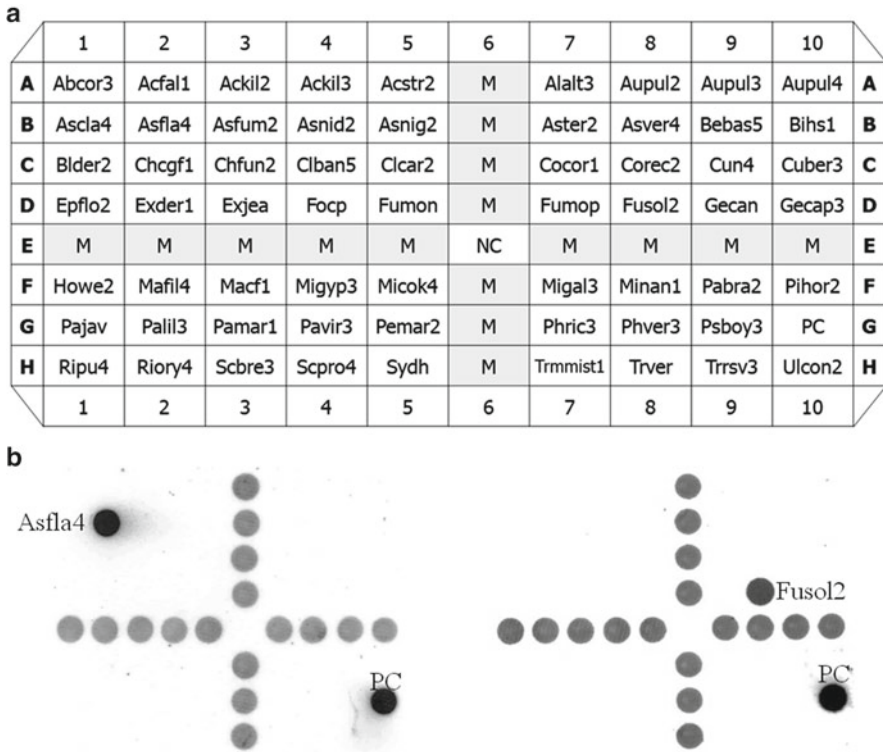 a
1 2 3 4 5 6 7 8 9 10
A Abcor3 Acfal1 Ackil2 Ackil3 Acstr2 M Alalt3 Aupul2 Aupul3 Aupul4 A
B Ascla4 Asfla4 Asfum2 Asnid2 Asnig2 M Aster2 Asver4 Bebas5 Bihs1 B
C Blder2 Chcgf1 Chfun2 Clban5 Clcar2 M Cocor1 Corec2 Cun4 Cuber3 C
D Epflo2 Exder1 Exjea Focp Fumon M Fumop Fusol2 Gecan Gecap3 D
E M M M M M NC M M M M E
F Howe2 Mafil4 Macf1 Migyp3 Micok4 M Migal3 Minan1 Pabra2 Pihor2 F
G Pajav Palil3 Pamar1 Pavir3 Pemar2 M Phric3 Phver3 Psboy3 PC G
H Ripu4 Riory4 Scbre3 Scpro4 Sydh M Trmmist1 Trver Trrsv3 Ulcon2 H
1 2 3 4 5 6 7 8 9 10
b
Asfla4
Fusol2
PC PC